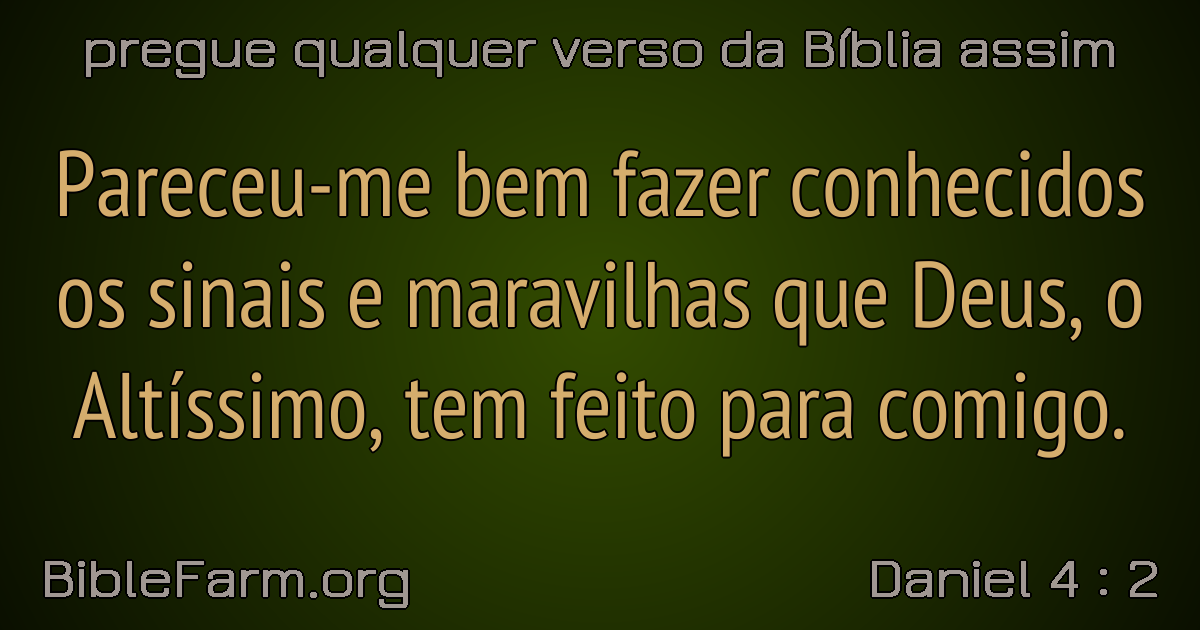 pregue qualquer verso da Bíblia assim
Pareceu-me bem fazer conhecidos
os sinais e maravilhas que Deus, o
Altíssimo, tem feito para comigo.
BibleFarm.org
Daniel 4 : 2